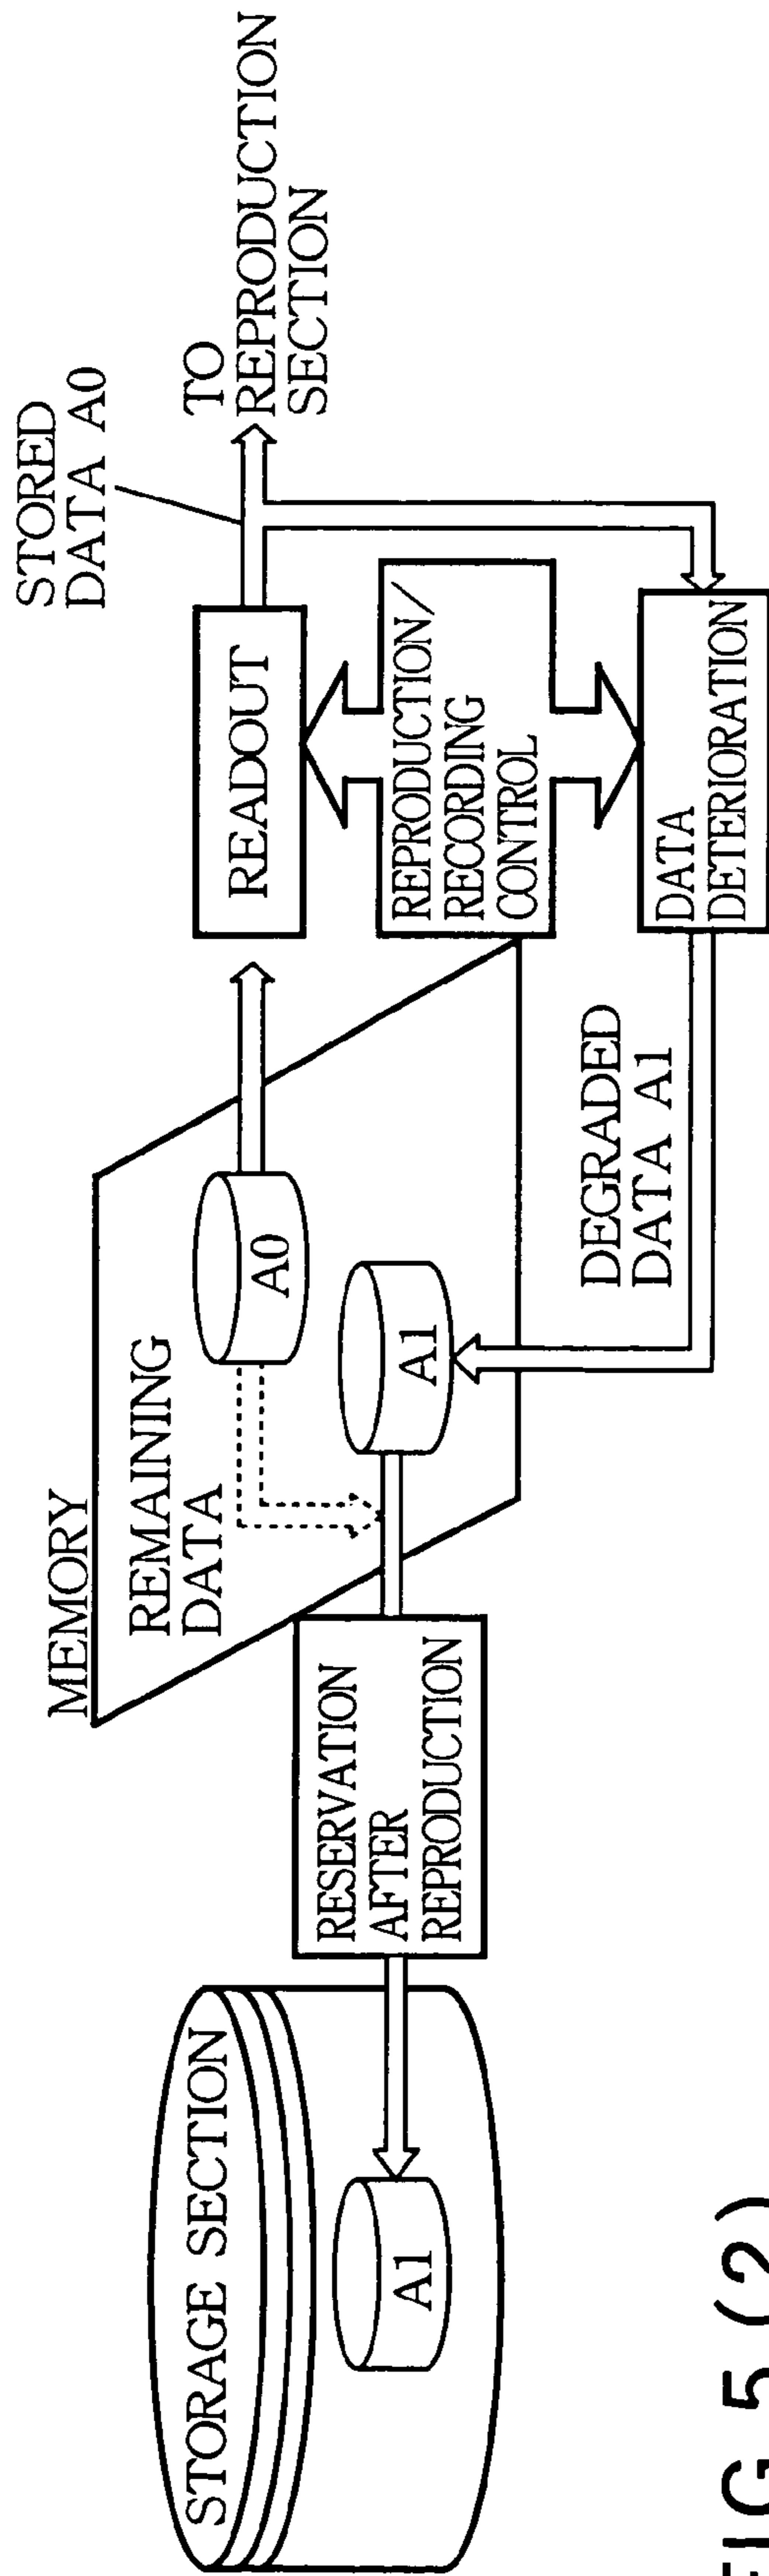 STORAGE SECTION
A1
RESERVATION
AFTER
REPRODUCTION
MEMORY
REMAINING
DATA
A0
A1
DEGRADED
DATA A1
READOUT
REPRODUCTION/
RECORDING
CONTROL
DATA
DETERIORATION
STORED
DATA A0
TO
REPRODUCTION
SECTION
FIG.5 (2)